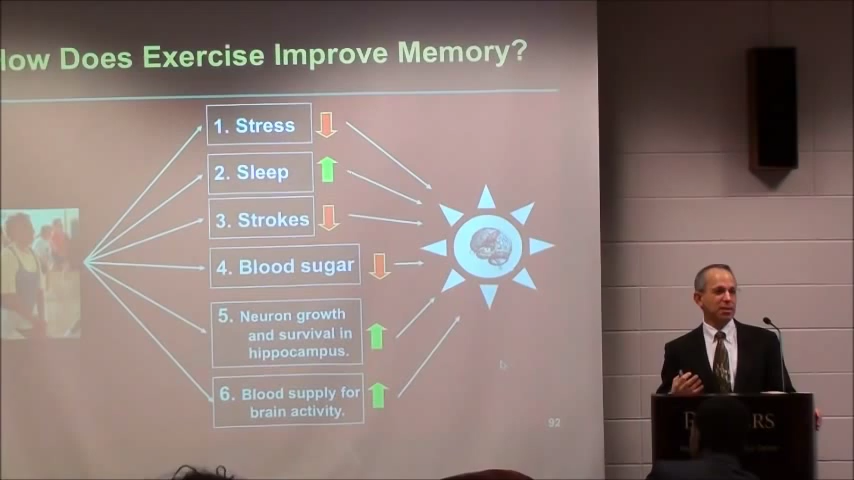 How Does Exercise Improve Memory?
1. Stress
2. Sleep
3. Strokes
4. Blood sugar
5. Neuron growth
and survival in
hippocampus.
6. Blood supply for
brain activity.
92